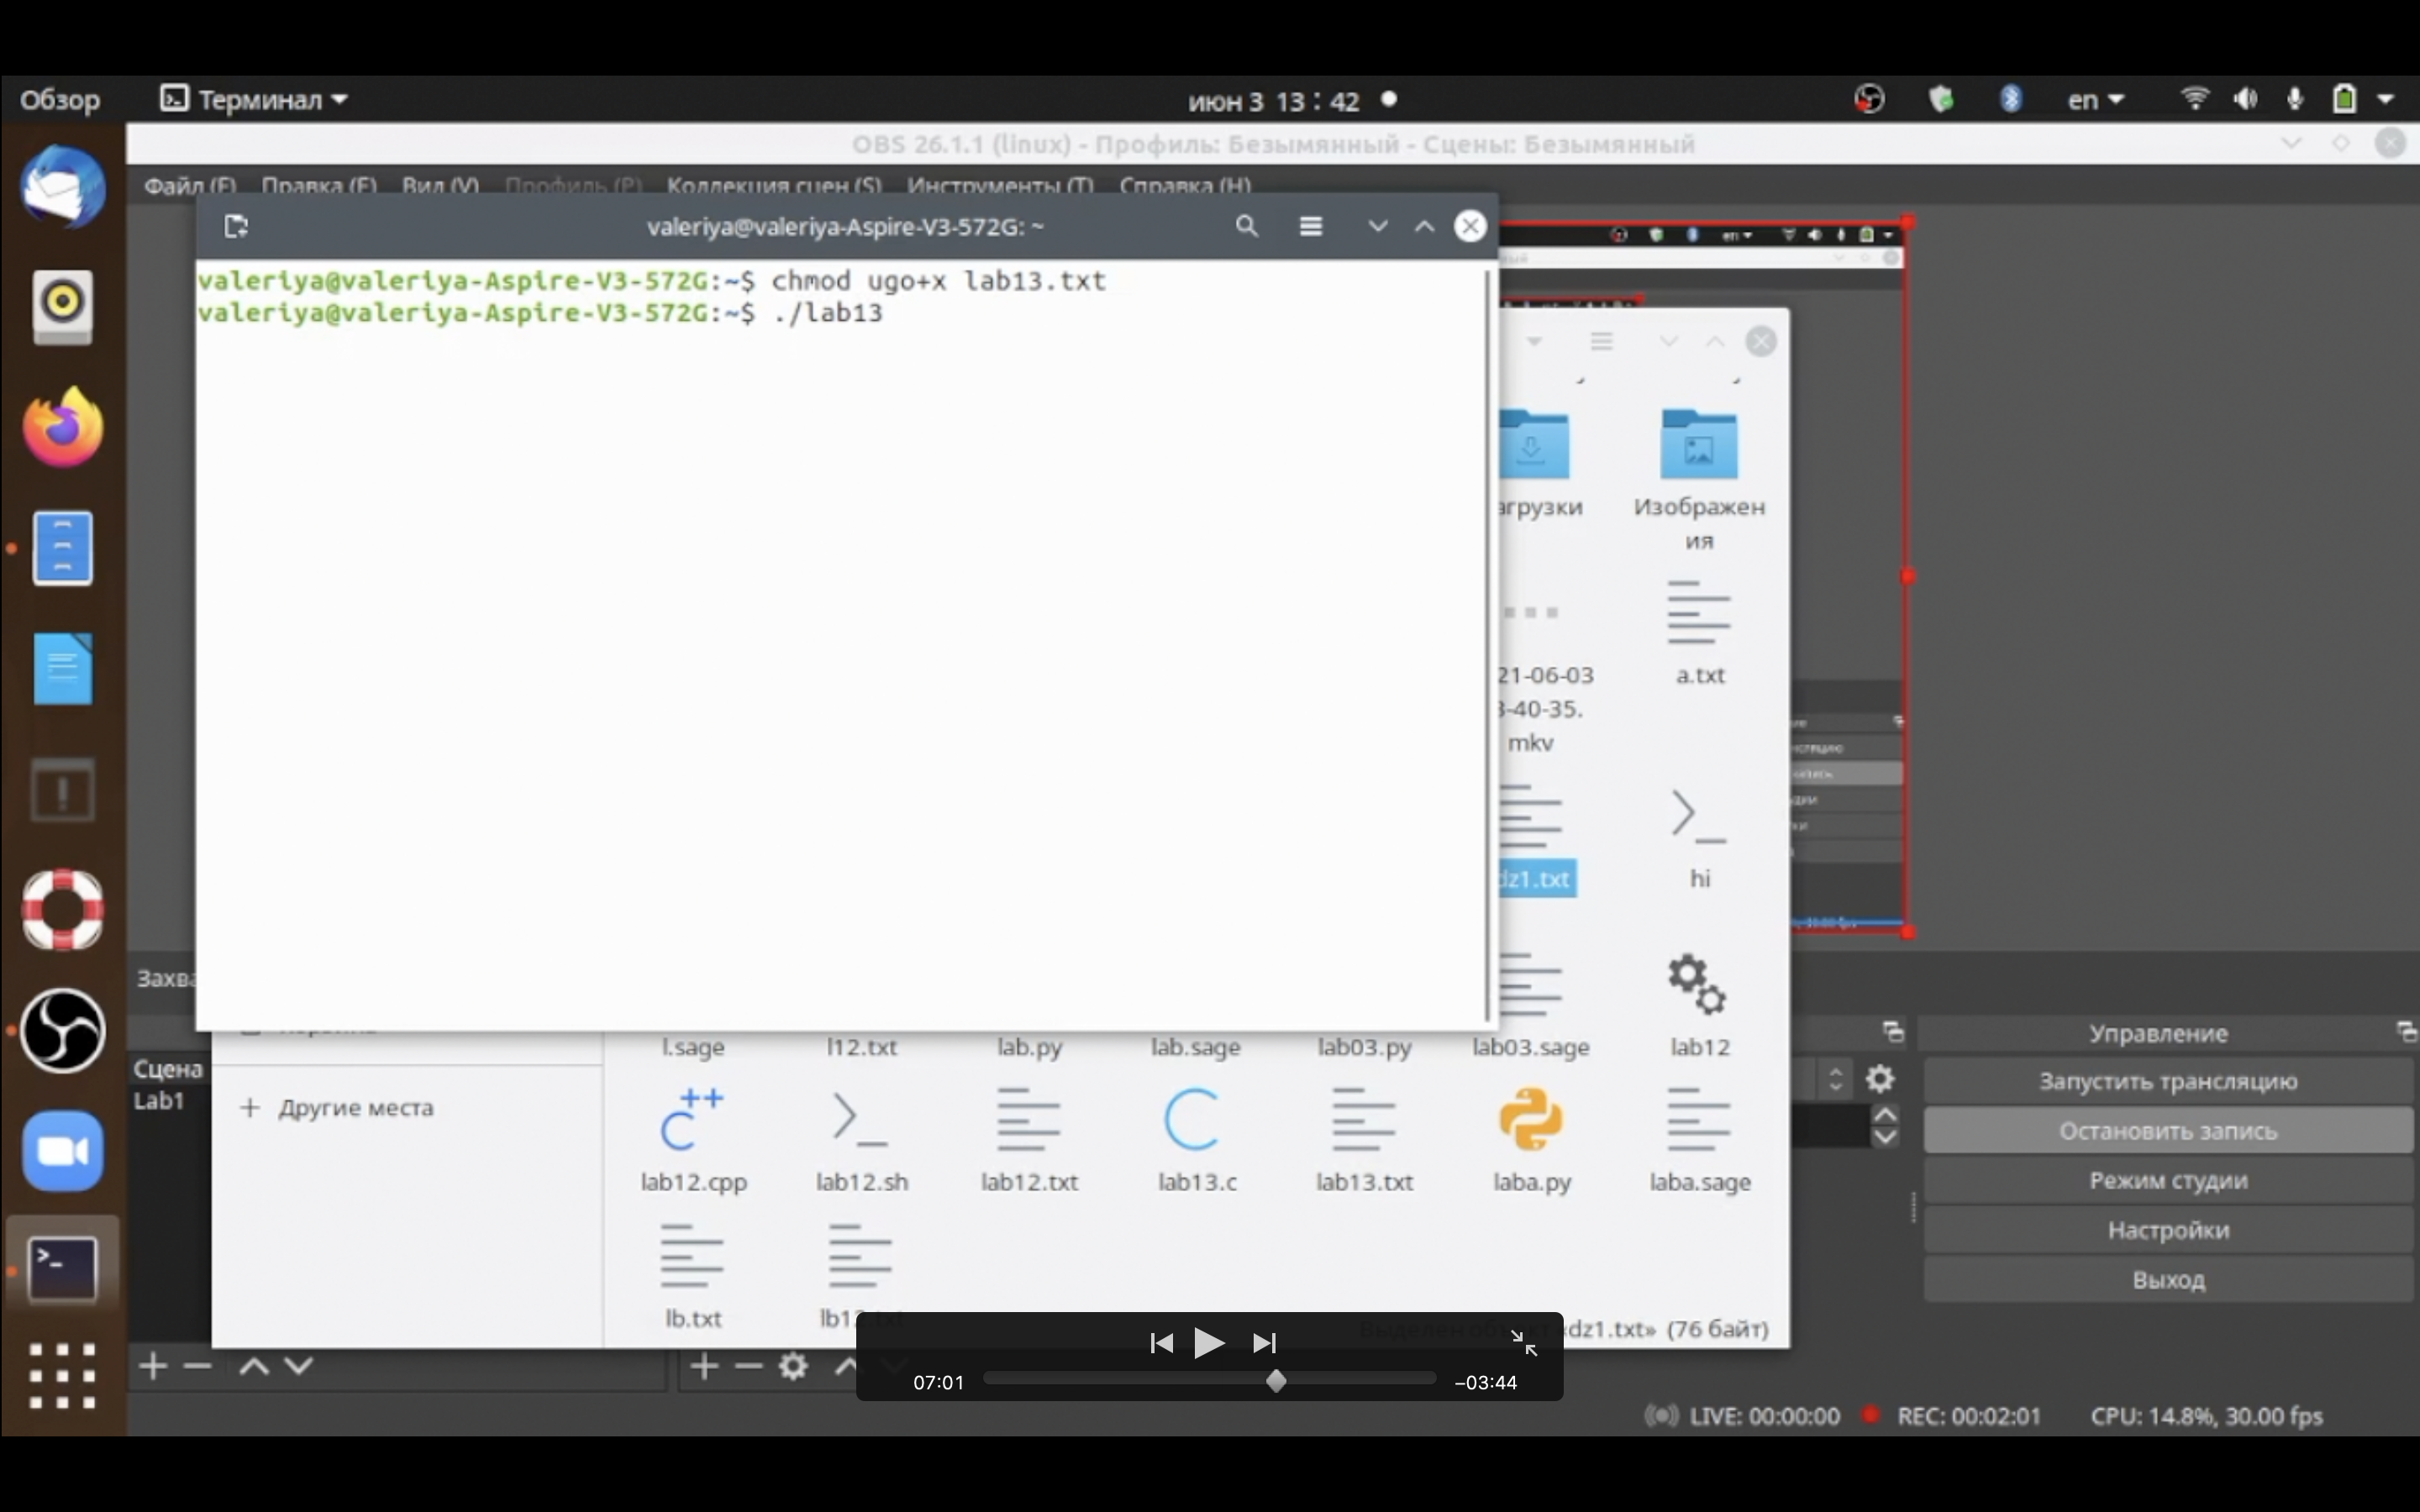 Обзор
Терминал
июн 3 13:42
en
OBS 26.1.1 (linux) - Профиль: Безымянный - Сцены: Безымянный
Файл (F) Правка (E) Вид (V) Профиль (P) Коллекция сцен (S) Инструменты (T) Справка (H)
valeriya@valeriya-Aspire-V3-572G: ~
valeriya@valeriya-Aspire-V3-572G:~$ chmod ugo+x lab13.txt
valeriya@valeriya-Aspire-V3-572G:~$ ./lab13
агрузки
Изображен
ия
21-06-03
3-40-35.
mkv
a.txt
dz1.txt
hi
Захва
l.sage l12.txt lab.py lab.sage lab03.py lab03.sage lab12
Сцена
Lab1
Другие места
lab12.cpp lab12.sh lab12.txt lab13.c lab13.txt laba.py laba.sage
lb.txt
Управление
Запустить трансляцию
Остановить запись
Режим студии
Настройки
Выход
dz1.txt» (76 байт)
07:01
−03:44
LIVE: 00:00:00 REC: 00:02:01 CPU: 14.8%, 30.00 fps